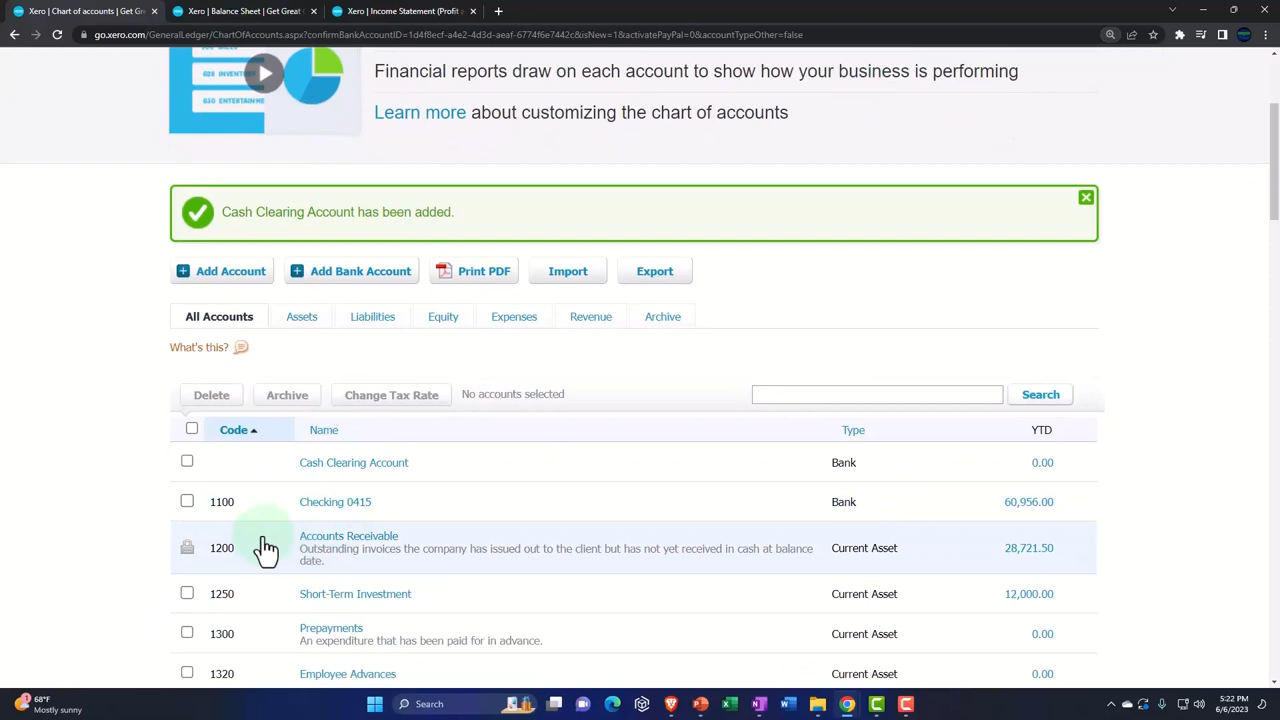 Xero | Chart of accounts | Get Gre
Xero | Balance Sheet | Get Great
Xero | Income Statement (Profit a
go.xero.com/GeneralLedger/ChartOfAccounts.aspx?confirmBankAccountID=1d4f8ecf-a4e2-4d3d-aeaf-6774f6e7442c&isNew=1&activatePayPal=0&accountTypeOther=false
628 INVENTOR
630 ENTERTAINME
Financial reports draw on each account to show how your business is performing
Learn more about customizing the chart of accounts
Cash Clearing Account has been added.
Add Account Add Bank Account Print PDF Import Export
All Accounts Assets Liabilities Equity Expenses Revenue Archive
What's this?
Delete Archive Change Tax Rate No accounts selected Search
Code Name Type YTD
Cash Clearing Account Bank 0.00
1100 Checking 0415 Bank 60,956.00
1200 Accounts Receivable Current Asset 28,721.50
Outstanding invoices the company has issued out to the client but has not yet received in cash at balance
date.
1250 Short-Term Investment Current Asset 12,000.00
1300 Prepayments Current Asset 0.00
An expenditure that has been paid for in advance.
1320 Employee Advances Current Asset 0.00
68°F
Mostly sunny
Search
5:22 PM
6/6/2023